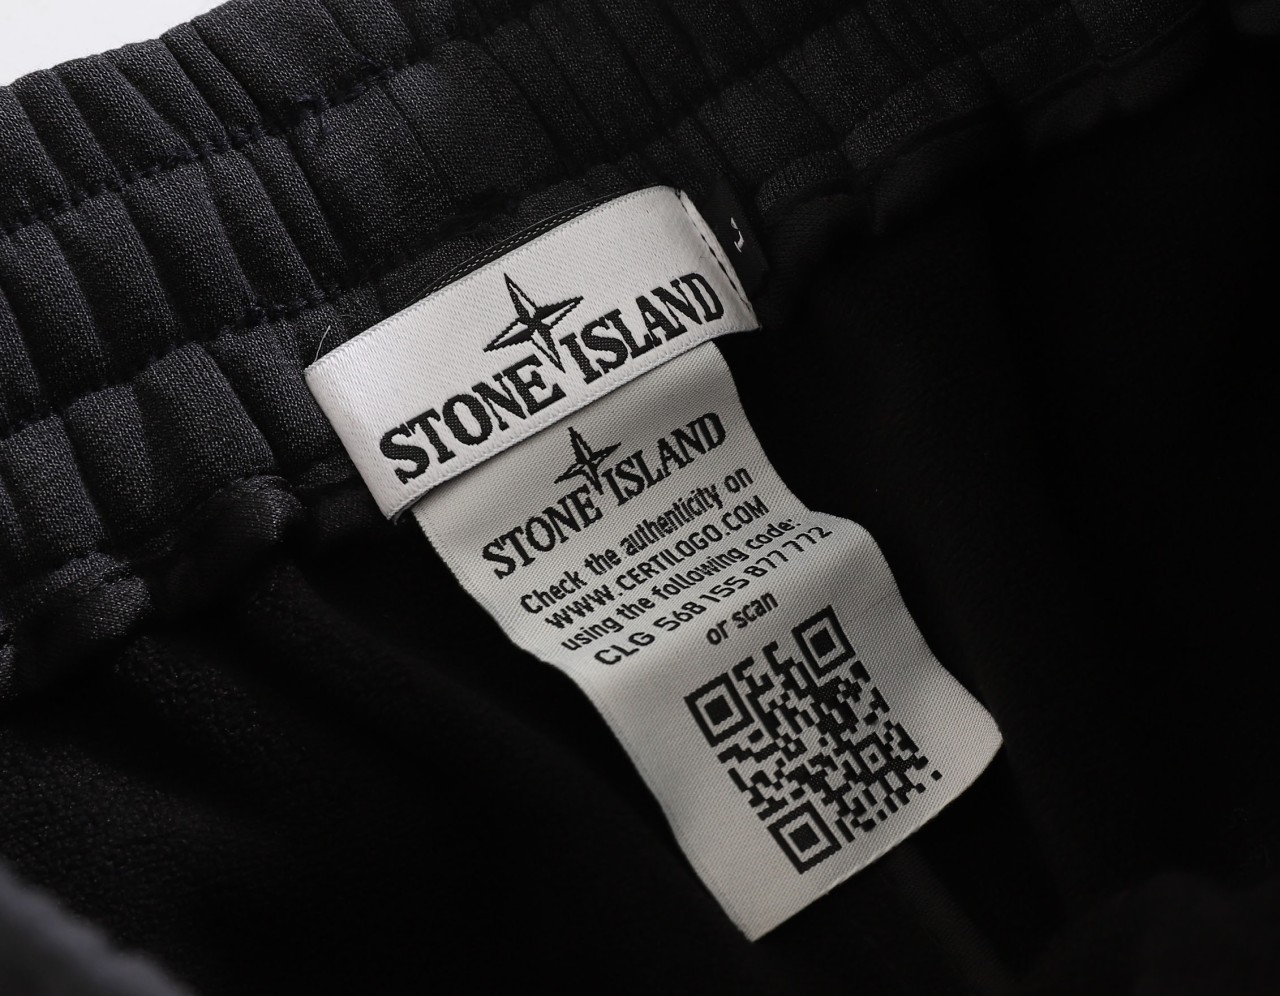 STONE ISLAND
STONE ISLAND
Check the authenticity on
WWW.CERTILOGO.COM
using the following code:
CLG 568 155 877 772
or scan